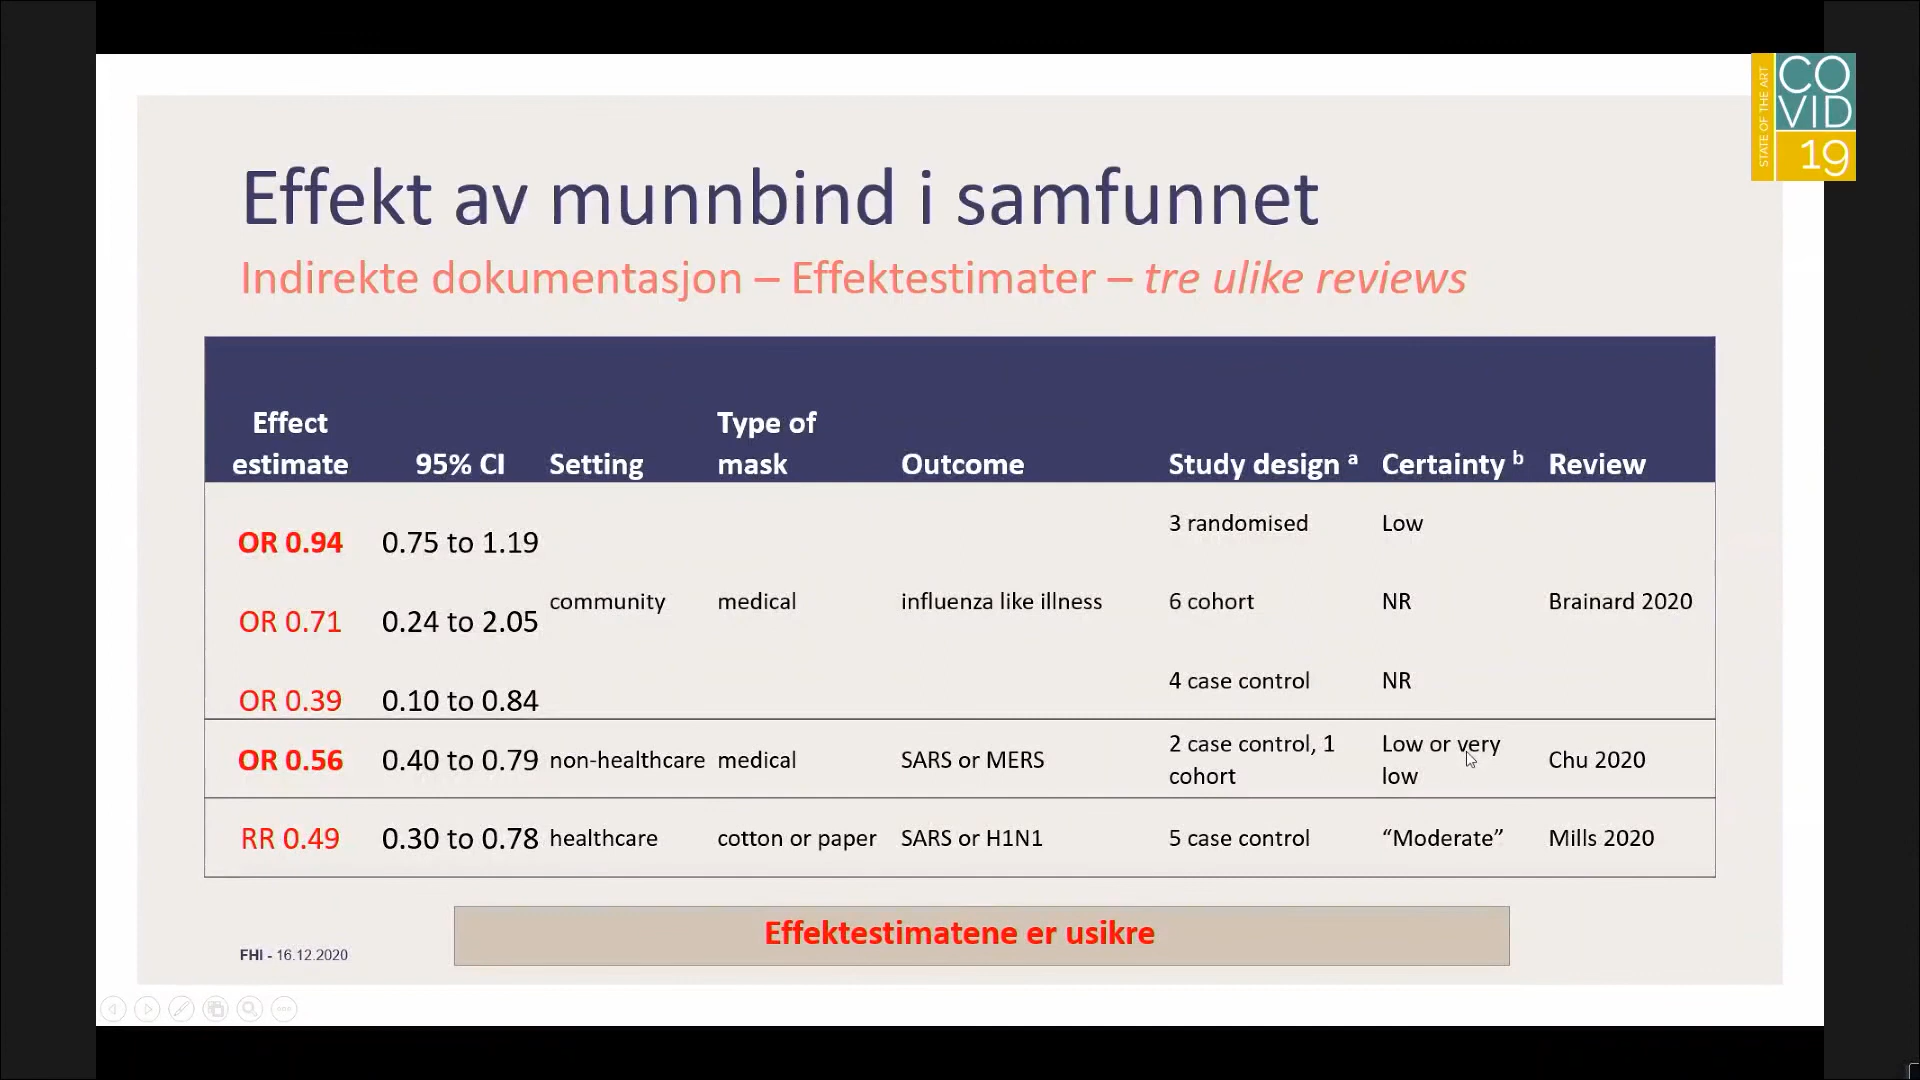 STATE OF THE ART
CO
VID
19
Effekt av munnbind i samfunnet
Indirekte dokumentasjon – Effektestimater – tre ulike reviews
Effect estimate 95% CI Setting Type of mask Outcome Study design a Certainty b Review
OR 0.94 0.75 to 1.19 3 randomised Low
OR 0.71 0.24 to 2.05 community medical influenza like illness 6 cohort NR Brainard 2020
OR 0.39 0.10 to 0.84 4 case control NR
OR 0.56 0.40 to 0.79 non-healthcare medical SARS or MERS 2 case control, 1 cohort Low or very low Chu 2020
RR 0.49 0.30 to 0.78 healthcare cotton or paper SARS or H1N1 5 case control “Moderate” Mills 2020
Effektestimatene er usikre
FHI - 16.12.2020